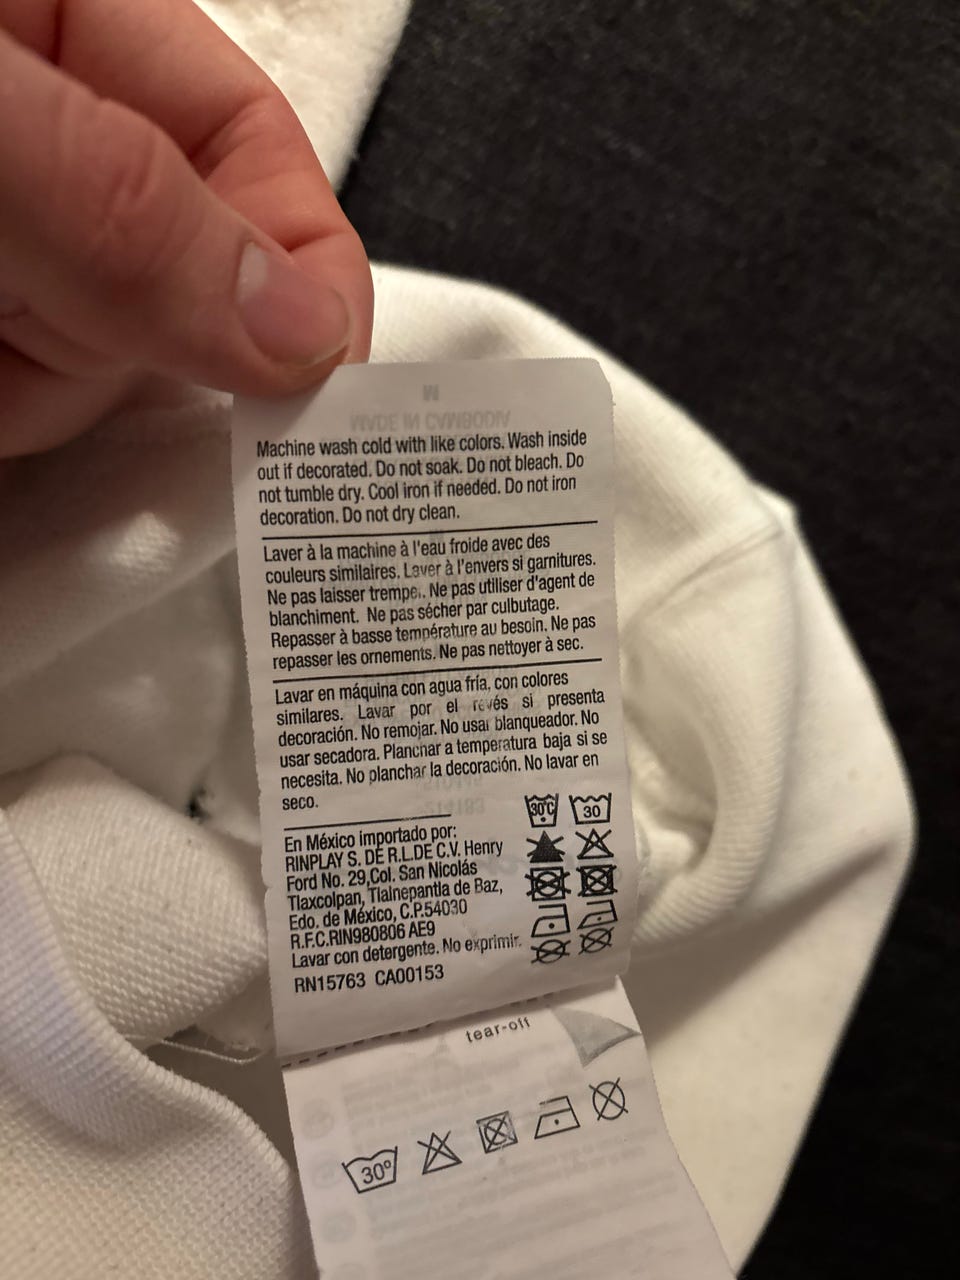 M
MADE IN CAMBODIA
Machine wash cold with like colors. Wash inside
out if decorated. Do not soak. Do not bleach. Do
not tumble dry. Cool iron if needed. Do not iron
decoration. Do not dry clean.
Laver à la machine à l'eau froide avec des
couleurs similaires. Laver à l'envers si garnitures.
Ne pas laisser tremper. Ne pas utiliser d'agent de
blanchiment. Ne pas sécher par culbutage.
Repasser à basse température au besoin. Ne pas
repasser les ornements. Ne pas nettoyer à sec.
Lavar en máquina con agua fría, con colores
similares. Lavar por el revés si presenta
decoración. No remojar. No usar blanqueador. No
usar secadora. Planchar a temperatura baja si se
necesita. No planchar la decoración. No lavar en
seco.
En México importado por:
RINPLAY S. DE R.L.DE C.V. Henry
Ford No. 29,Col. San Nicolás
Tlaxcolpan, Tlalnepantla de Baz,
Edo. de México, C.P.54030
R.F.C.RIN980806 AE9
Lavar con detergente. No exprimir.
RN15763 CA00153
30°C 30
tear-off
30°